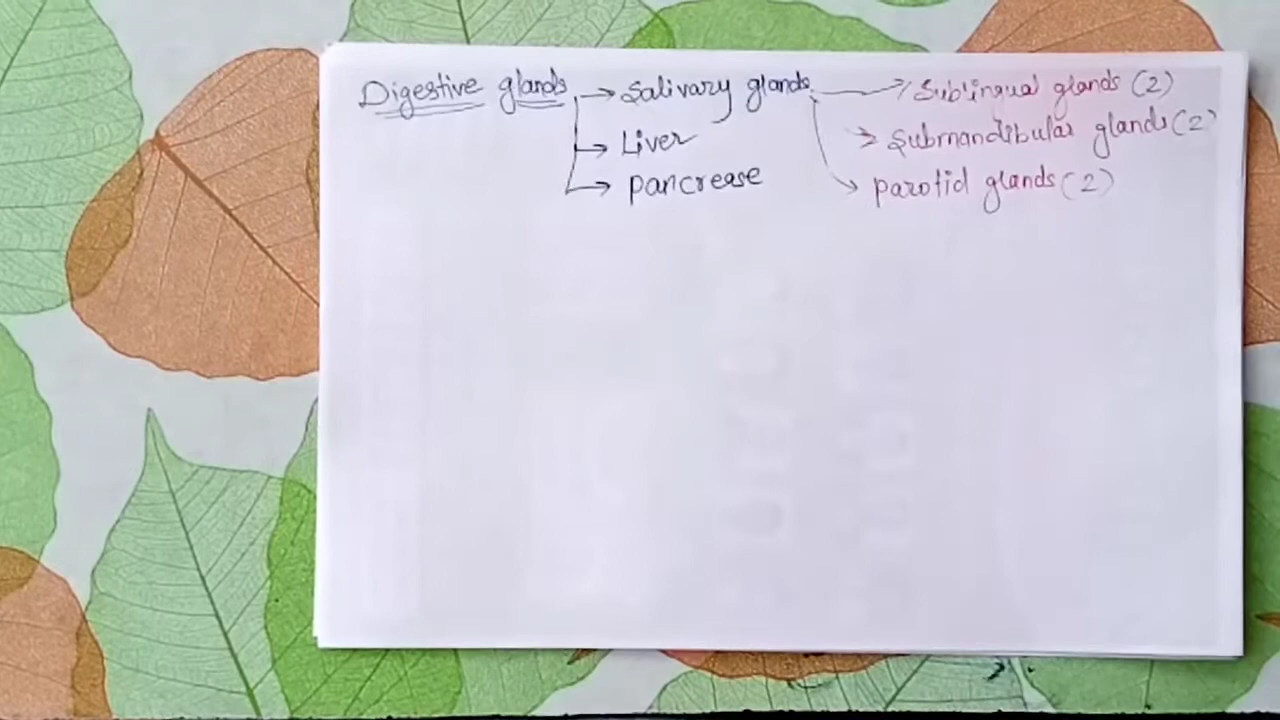 Digestive glands → Salivary glands → Sublingual glands (2)
→ Liver → Submandibular glands (2)
→ pancrease → parotid glands (2)